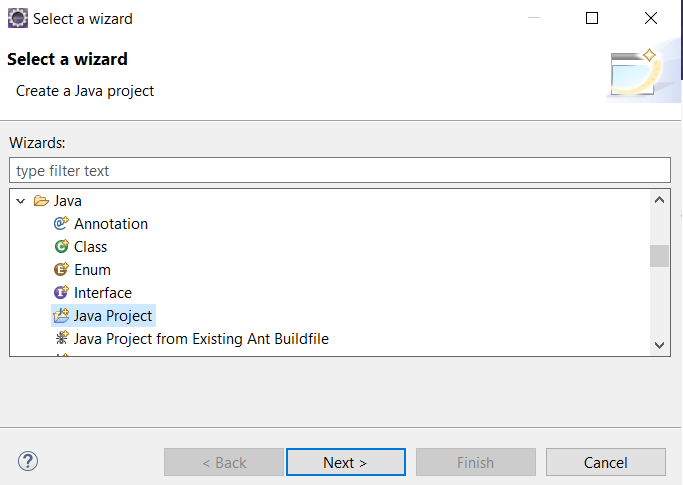 Select a wizard
Select a wizard
Create a Java project
Wizards:
type filter text
Java
Annotation
Class
Enum
Interface
Java Project
Java Project from Existing Ant Buildfile
? < Back Next > Finish Cancel